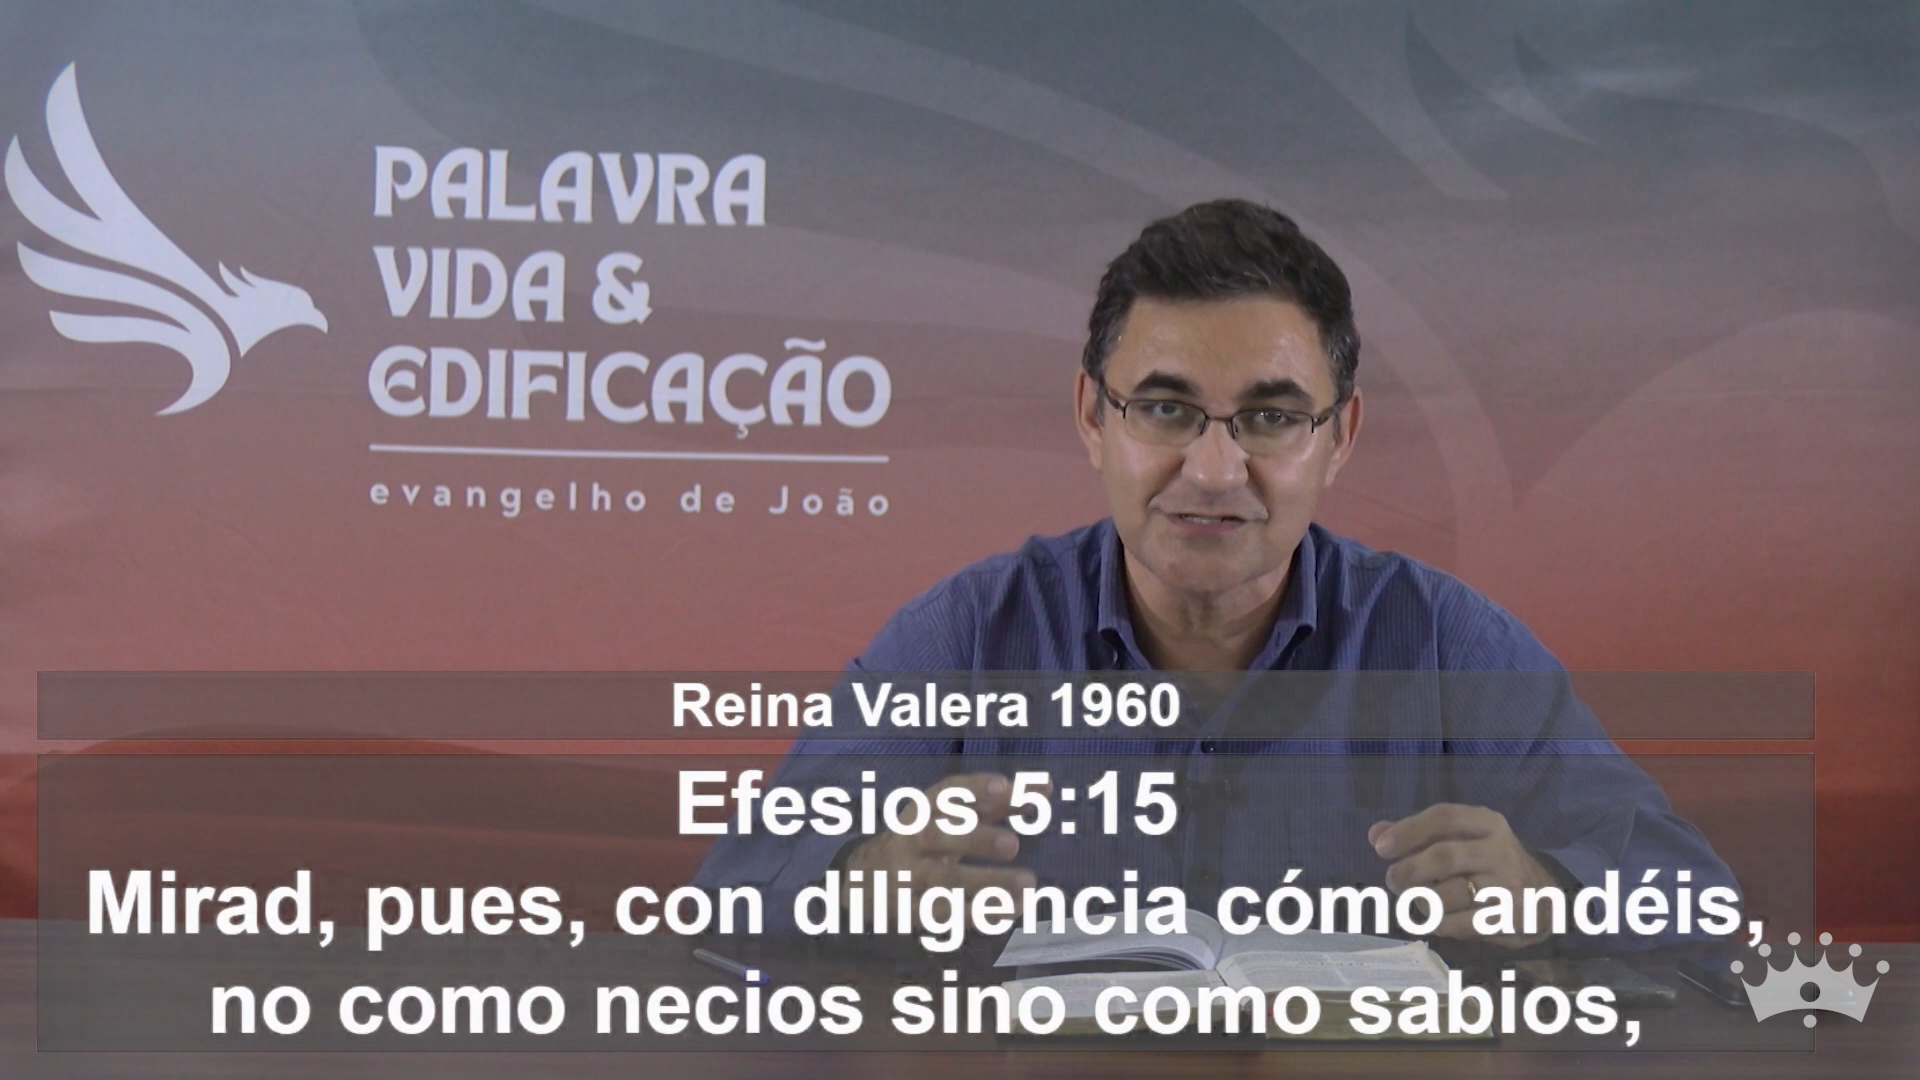 PALAVRA
VIDA &
EDIFICAÇÃO
evangelho de João
Reina Valera 1960
Efesios 5:15
Mirad, pues, con diligencia cómo andéis,
no como necios sino como sabios,